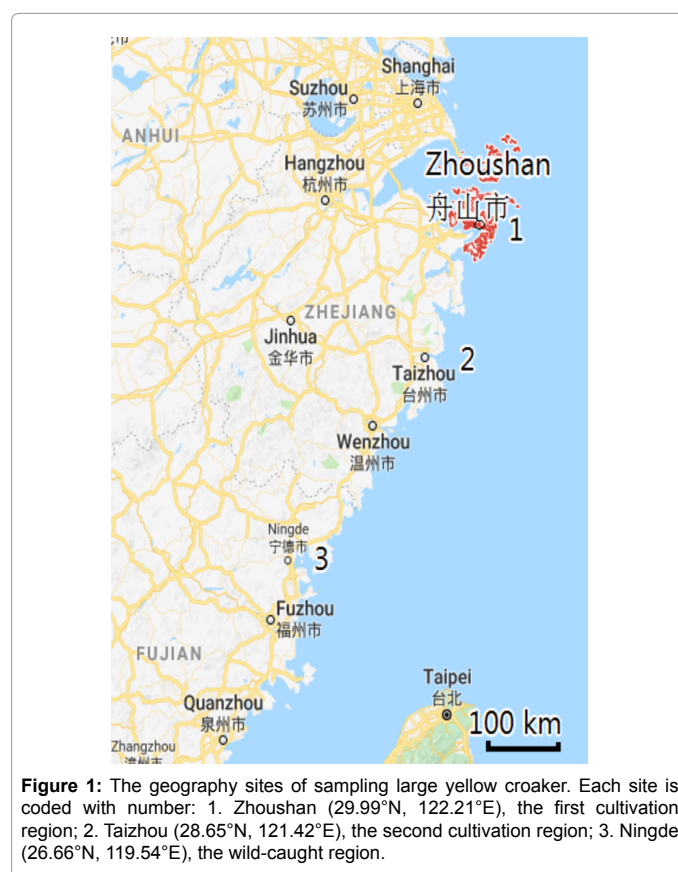 Shanghai
上海市
Suzhou
苏州市
ANHUI
Hangzhou
杭州市
Zhoushan
舟山市
1
ZHEJIANG
Jinhua
金华市
2
Taizhou
台州市
Wenzhou
温州市
Ningde
宁德市
3
Fuzhou
福州市
FUJIAN
Taipei
台北
Quanzhou
泉州市
100 km
Zhangzhou
漳州市
Figure 1: The geography sites of sampling large yellow croaker. Each site is
coded with number: 1. Zhoushan (29.99°N, 122.21°E), the first cultivation
region; 2. Taizhou (28.65°N, 121.42°E), the second cultivation region; 3. Ningde
(26.66°N, 119.54°E), the wild-caught region.